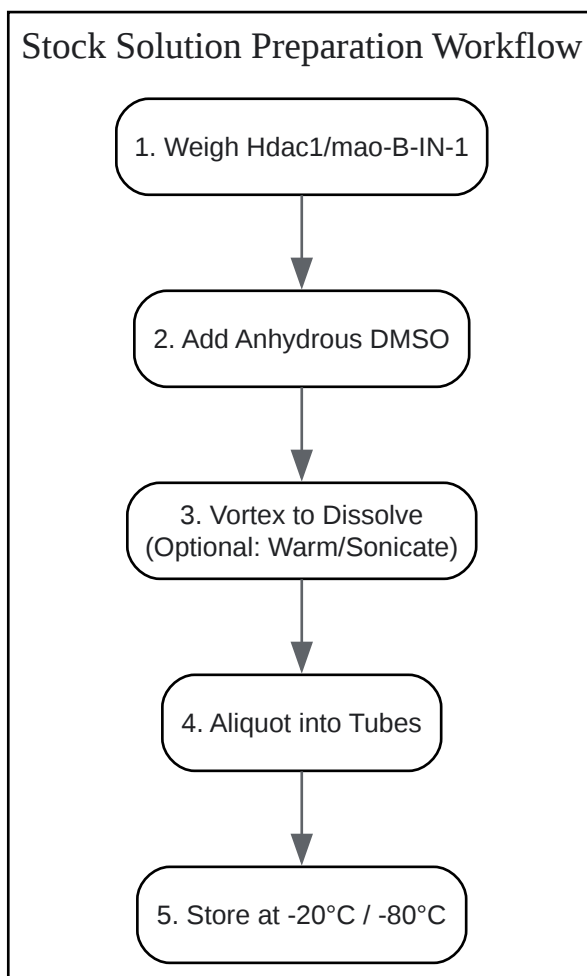 Stock Solution Preparation Workflow
1. Weigh Hdac1/mao-B-IN-1
2. Add Anhydrous DMSO
3. Vortex to Dissolve
(Optional: Warm/Sonicate)
4. Aliquot into Tubes
5. Store at -20°C / -80°C